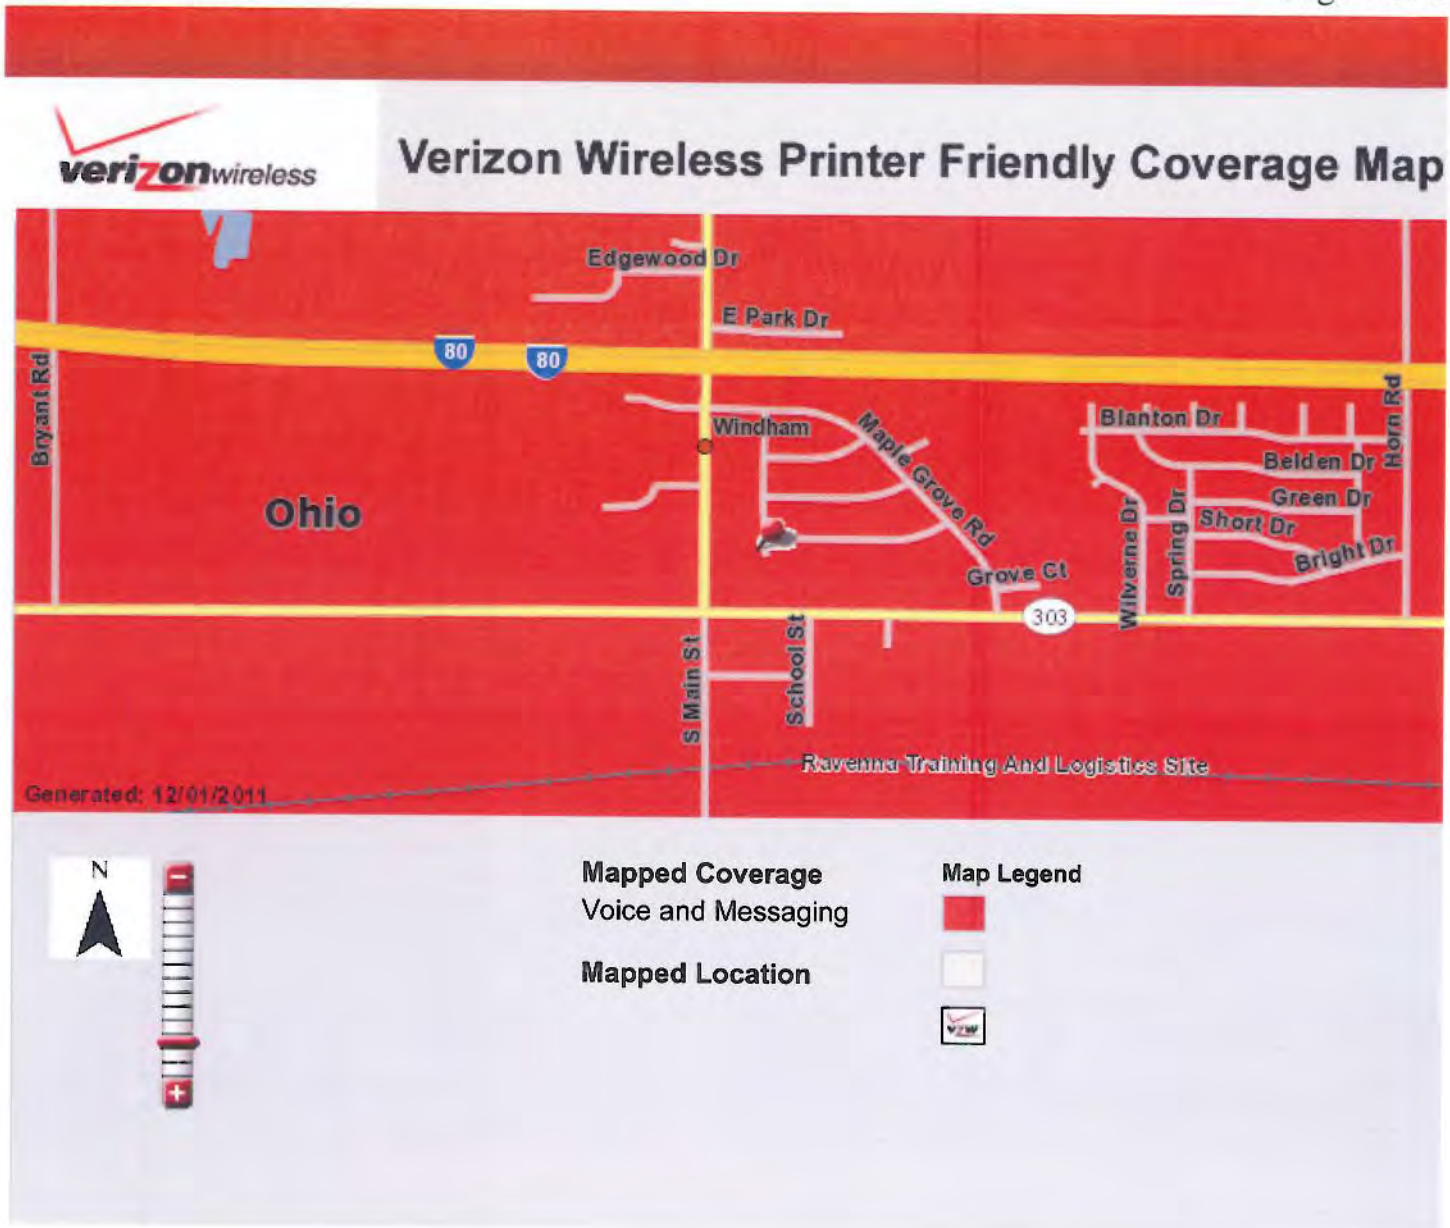 verizonwireless
Verizon Wireless Printer Friendly Coverage Map
Edgewood Dr
E Park Dr
80
80
Bryant Rd
Horn Rd
Windham
Maple Grove Rd
Blanton Dr
Belden Dr
Green Dr
Short Dr
Bright Dr
Ohio
Wilverne Dr
Spring Dr
Grove Ct
303
S Main St
School St
Ravenna Training And Logistics Site
Generated: 12/01/2011
N
Mapped Coverage
Map Legend
Voice and Messaging
Mapped Location
vzw